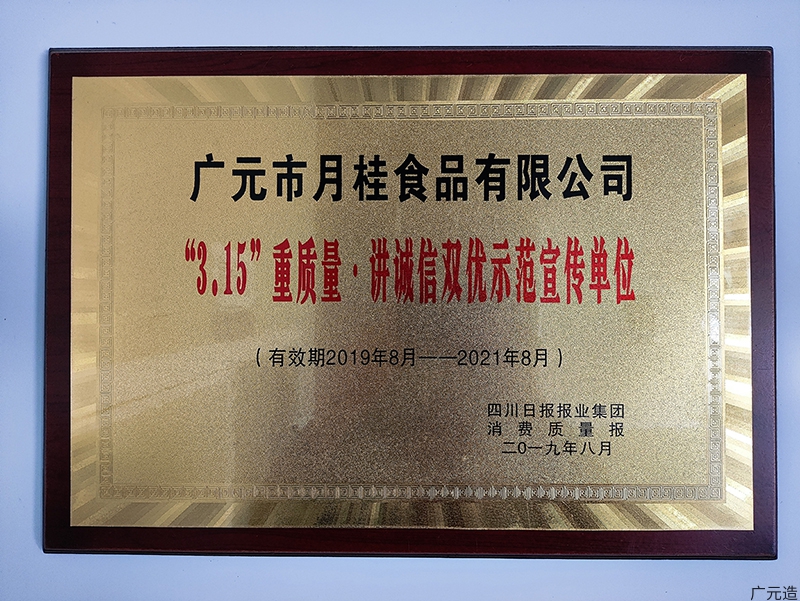 广元市月桂食品有限公司
“3.15”重质量·讲诚信双优示范宣传单位
（有效期2019年8月——2021年8月）
四川日报报业集团
消费质量报
二〇一九年八月
广元造